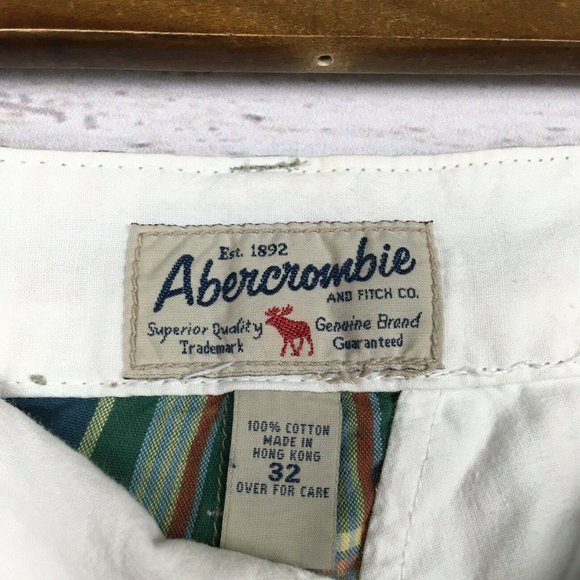 Est. 1892
Abercrombie
AND FITCH CO.
Superior Quality Genuine Brand
Trademark Guaranteed
100% COTTON
MADE IN
HONG KONG
32
OVER FOR CARE